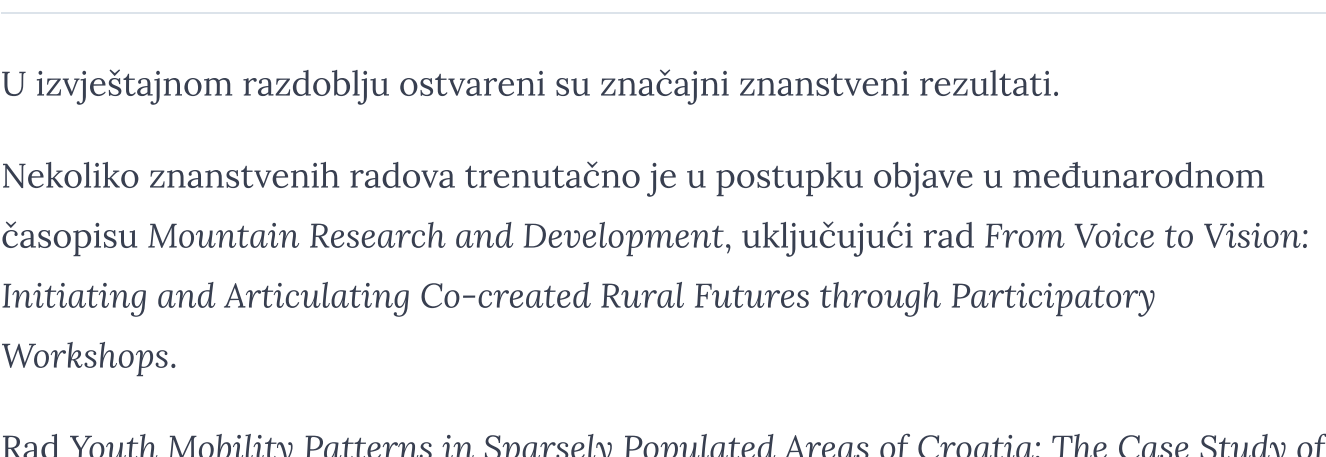 U izvještajnom razdoblju ostvareni su značajni znanstveni rezultati.
Nekoliko znanstvenih radova trenutačno je u postupku objave u međunarodnom
časopisu Mountain Research and Development, uključujući rad From Voice to Vision:
Initiating and Articulating Co-created Rural Futures through Participatory
Workshops.
Rad Youth Mobility Patterns in Sparsely Populated Areas of Croatia: The Case Study of